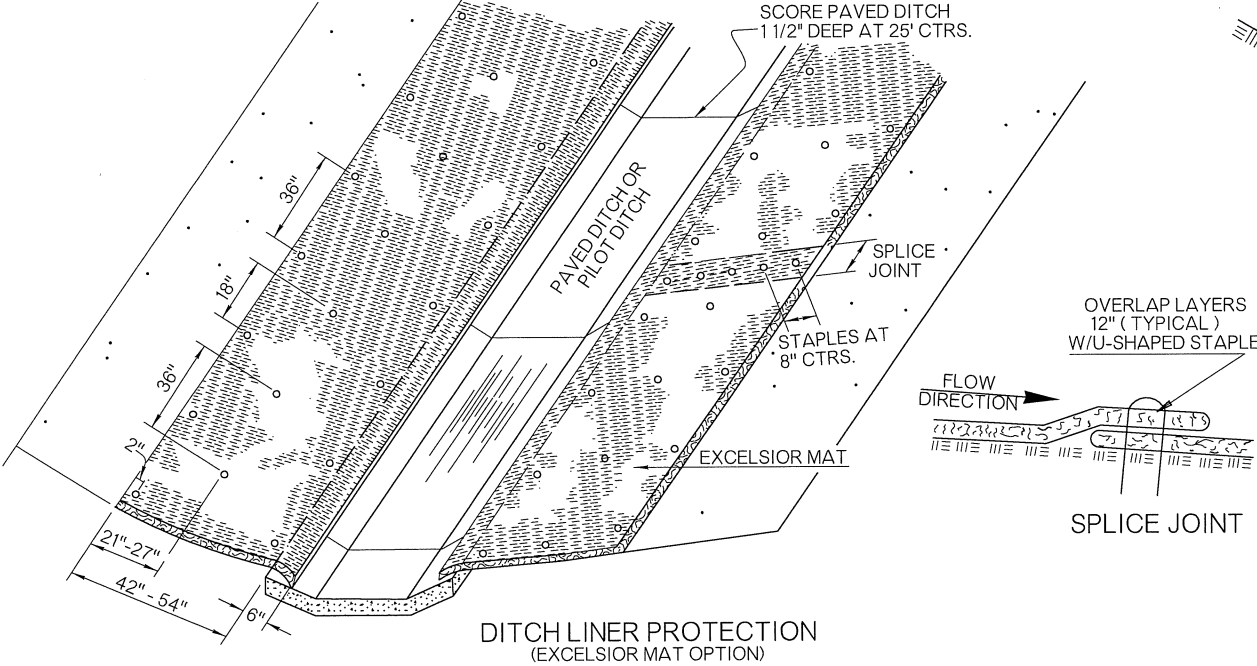 SCORE PAVED DITCH
1 1/2" DEEP AT 25' CTRS.
36"
PAVED DITCH OR
PILOT DITCH
18"
SPLICE
JOINT
36"
STAPLES AT
8" CTRS.
OVERLAP LAYERS
12" ( TYPICAL )
W/U-SHAPED STAPLE
FLOW
DIRECTION
2"
EXCELSIOR MAT
SPLICE JOINT
21"-27"
42" - 54"
6"
DITCH LINER PROTECTION
(EXCELSIOR MAT OPTION)